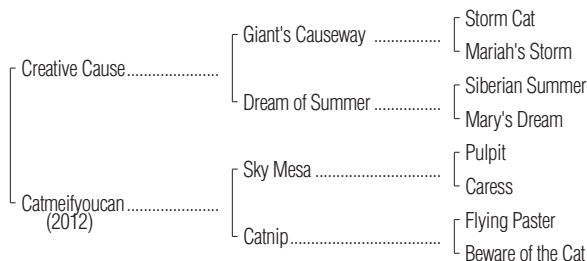 Storm Cat
Giant's Causeway ..................
Mariah's Storm
Creative Cause........................
Siberian Summer
Dream of Summer .................
Mary's Dream
Pulpit
Sky Mesa ................................
Caress
Catmeifyoucan ........................
(2012)
Flying Paster
Catnip.......................................
Beware of the Cat